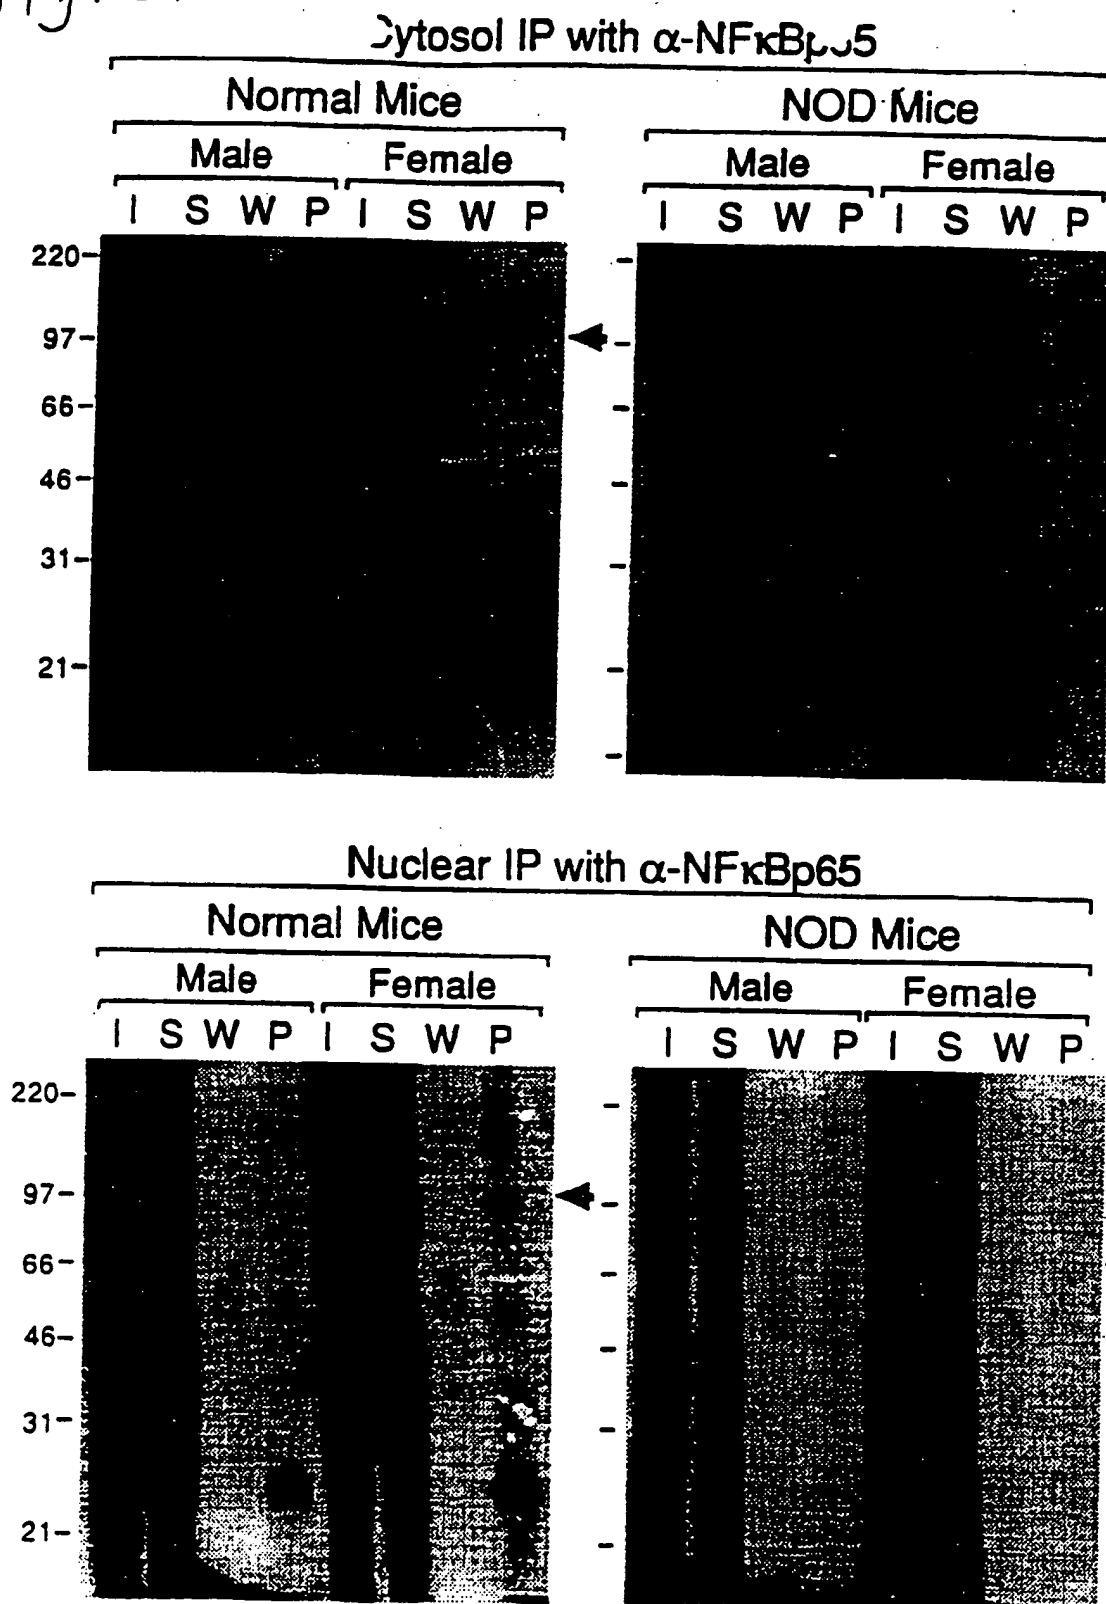 Cytosol IP with α-NFκBp65
Normal Mice NOD Mice
Male Female Male Female
I S W P I S W P I S W P I S W P
220-
97-
66-
46-
31-
21-
Nuclear IP with α-NFκBp65
Normal Mice NOD Mice
Male Female Male Female
I S W P I S W P I S W P I S W P
220-
97-
66-
46-
31-
21-